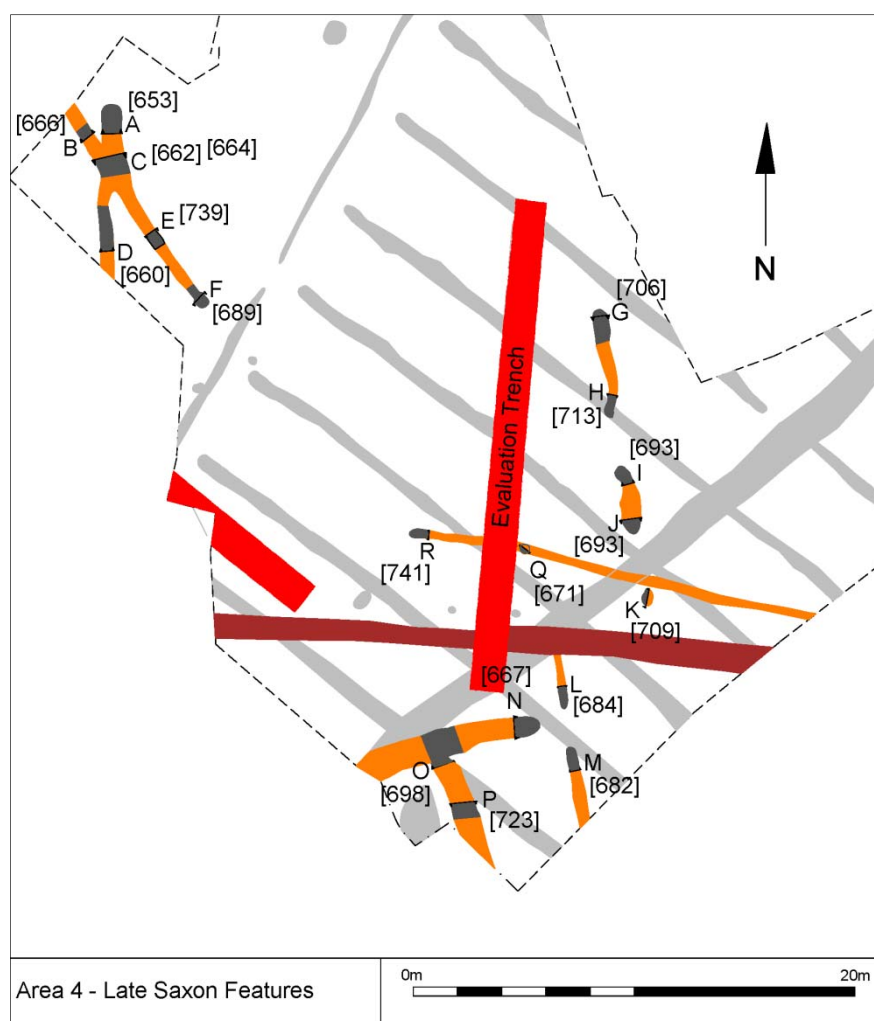 [653]
[666]
A
B
C
[662] [664]
E
[739]
D
[660]
F
[689]
N
[706]
G
H
[713]
[693]
I
J
[693]
Evaluation Trench
R
[741]
Q
[671]
K
[709]
[667]
L
[684]
N
M
[682]
O
[698]
P
[723]
Area 4 - Late Saxon Features
0m
20m